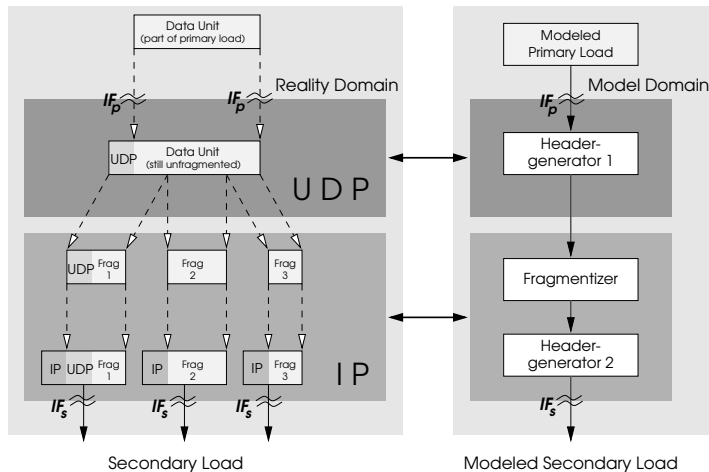 Data Unit
(part of primary load)
Modeled
Primary Load
Reality Domain
Model Domain
IFp
IFp
IFp
UDP
Data Unit
(still unfragmented)
Header-
generator 1
UDP
UDP Frag 1
Frag 2
Frag 3
Fragmentizer
IP UDP Frag 1
IP Frag 2
IP Frag 3
IP
Header-
generator 2
IFs
IFs
IFs
IFs
Secondary Load
Modeled Secondary Load